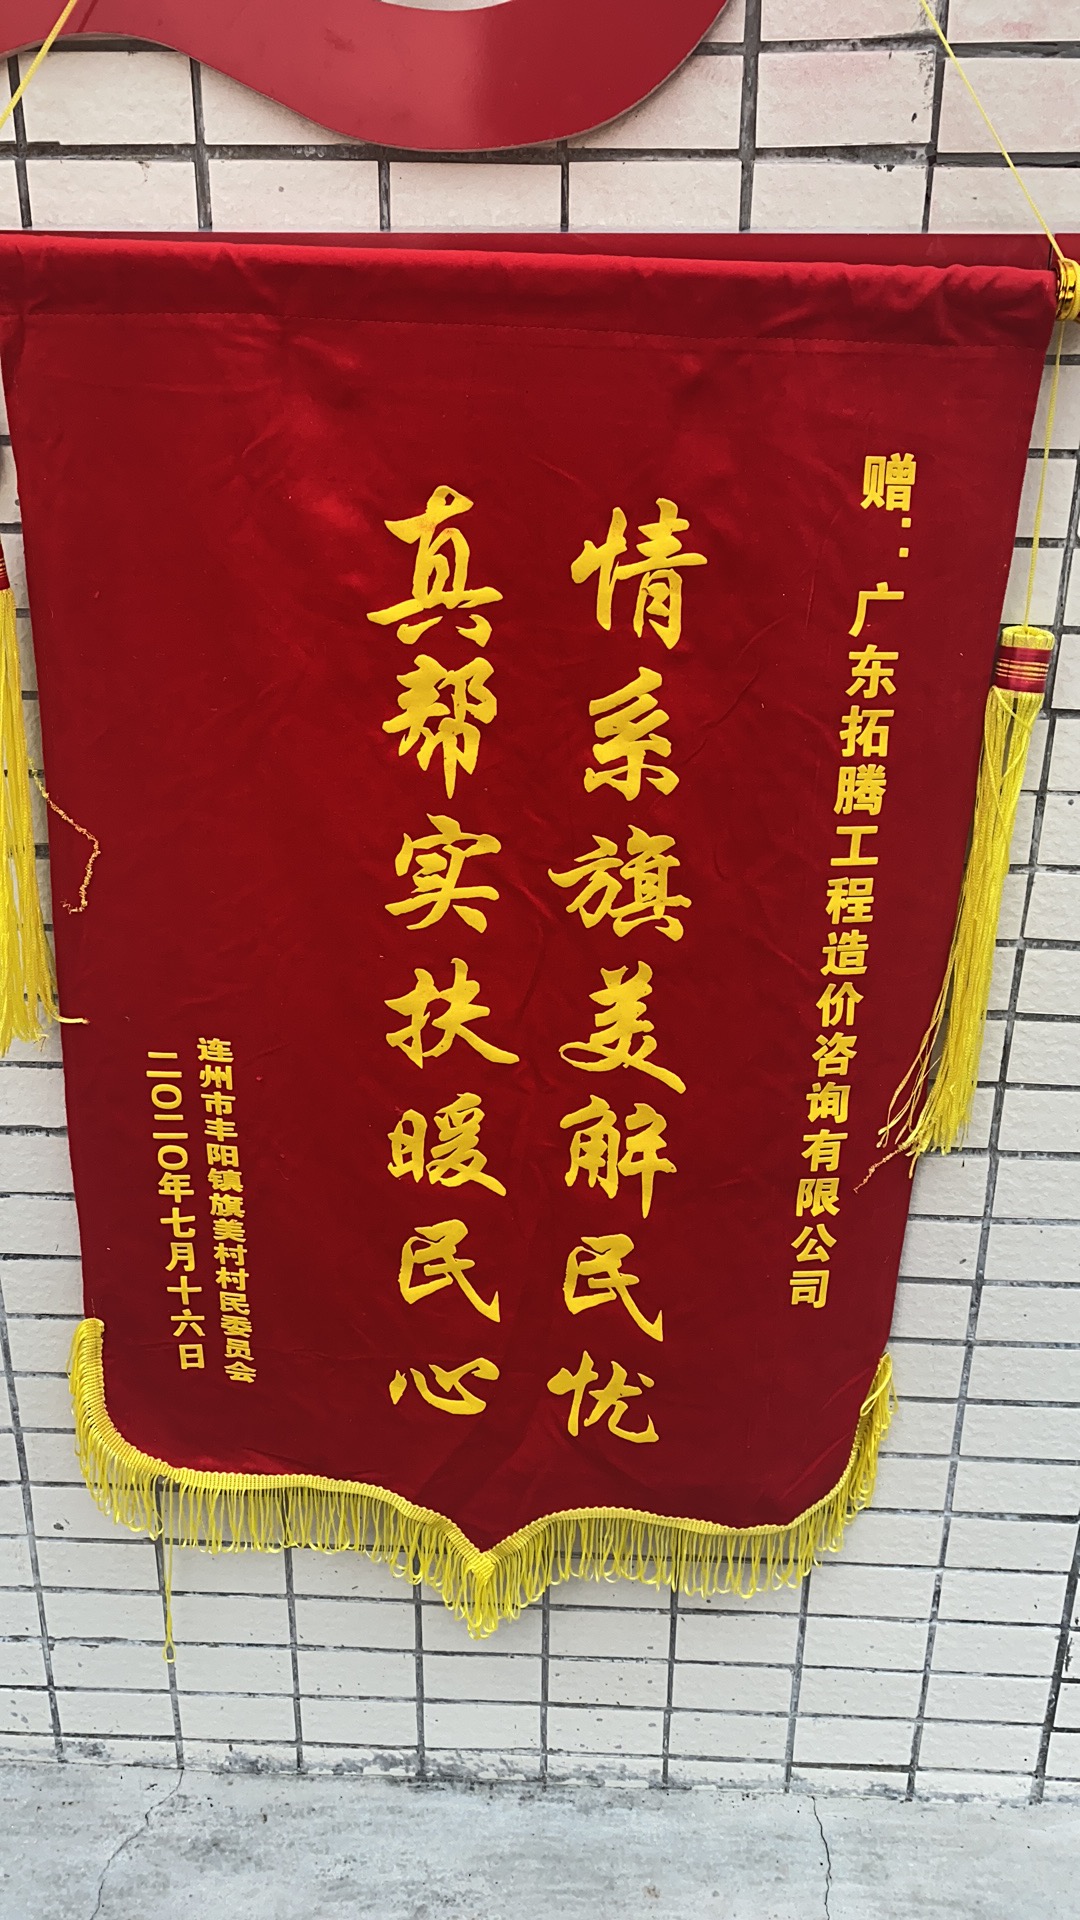 赠：广东拓腾工程造价咨询有限公司
情系旗美解民忧
真帮实扶暖民心
连州市丰阳镇旗美村村民委员会
二〇二〇年七月十六日